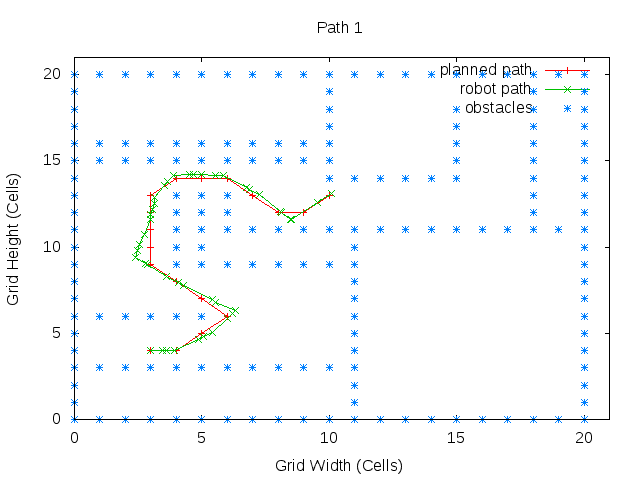 Path 1
planned path
robot path
obstacles
Grid Height (Cells)
20
15
10
5
0
0 5 10 15 20
Grid Width (Cells)